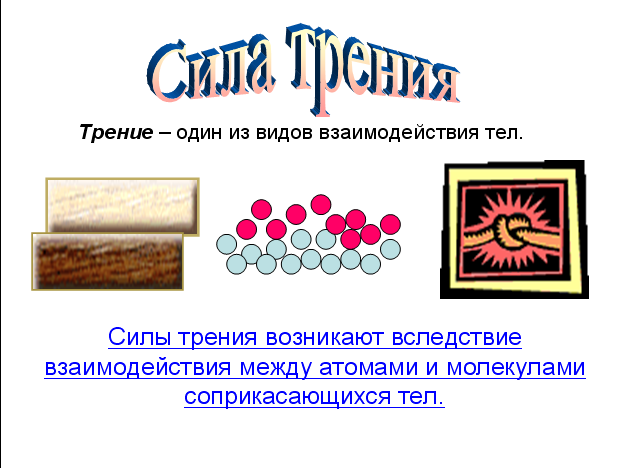 Сила трения
Трение – один из видов взаимодействия тел.
Силы трения возникают вследствие
взаимодействия между атомами и молекулами
соприкасающихся тел.